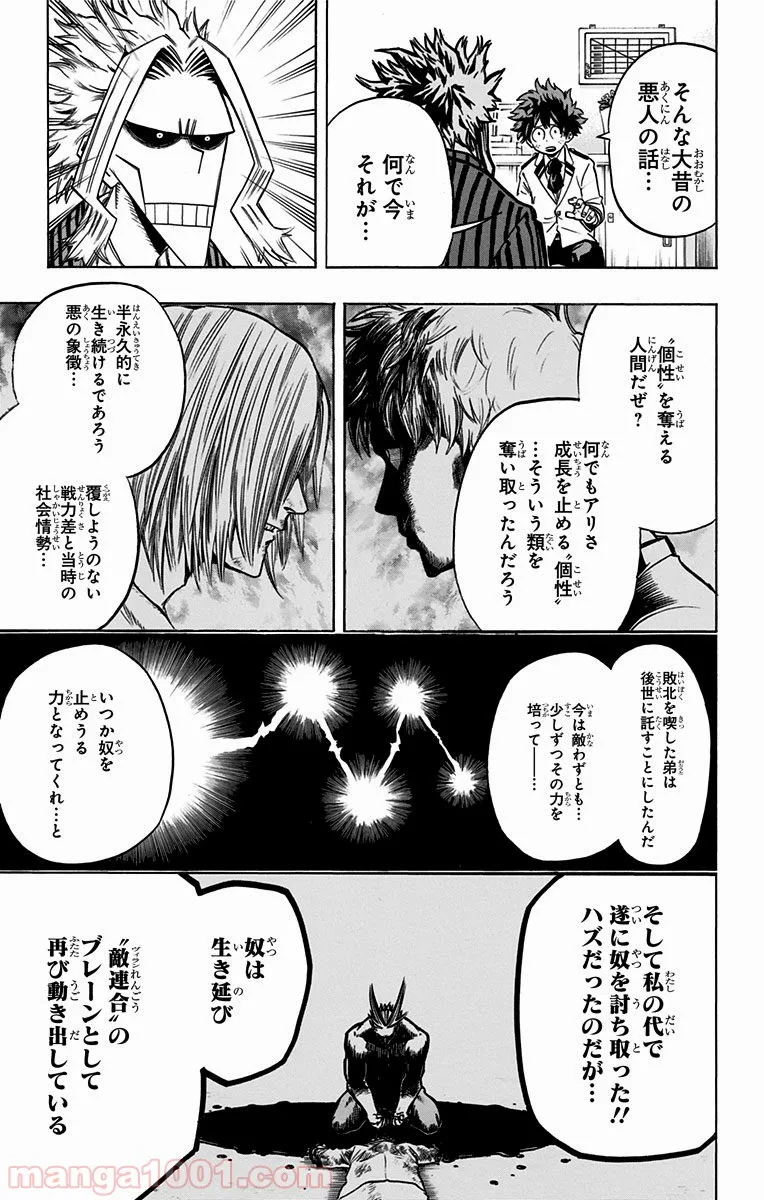 そんな大昔の
悪人の話…
何で今
それが…
〝個性〟を奪える
人間だぜ？
何でもアリさ
成長を止める〝個性〟
…そういう類を
奪い取ったんだろう
半永久的に
生き続けるであろう
悪の象徴…
覆しようのない
戦力差と当時の
社会情勢…
敗北を喫した弟は
後世に託すことにしたんだ
今は敵わずとも…
少しずつその力を
培って――…
いつか奴を
止めうる
力となってくれ…と
そして私の代で
遂に奴を討ち取った!!
ハズだったのだが…
奴は
生き延び
〝敵連合〟の
ブレーンとして
再び動き出している
manga1001.com